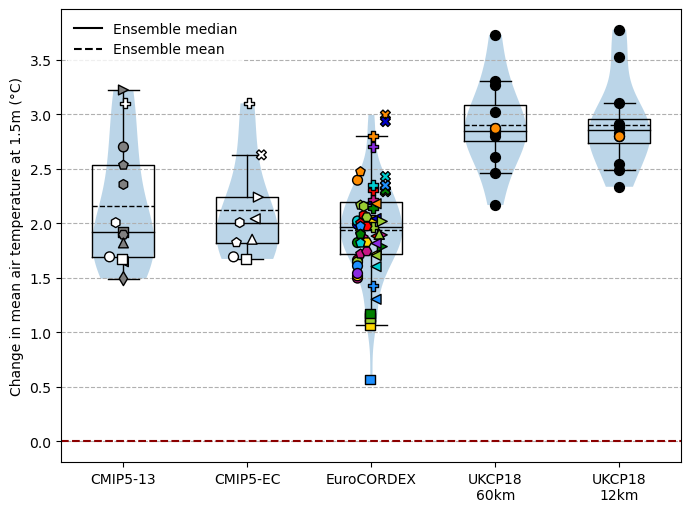 Ensemble median
Ensemble mean
Change in mean air temperature at 1.5m (°C)
3.5
3.0
2.5
2.0
1.5
1.0
0.5
0.0
CMIP5-13
CMIP5-EC
EuroCORDEX
UKCP18
60km
UKCP18
12km